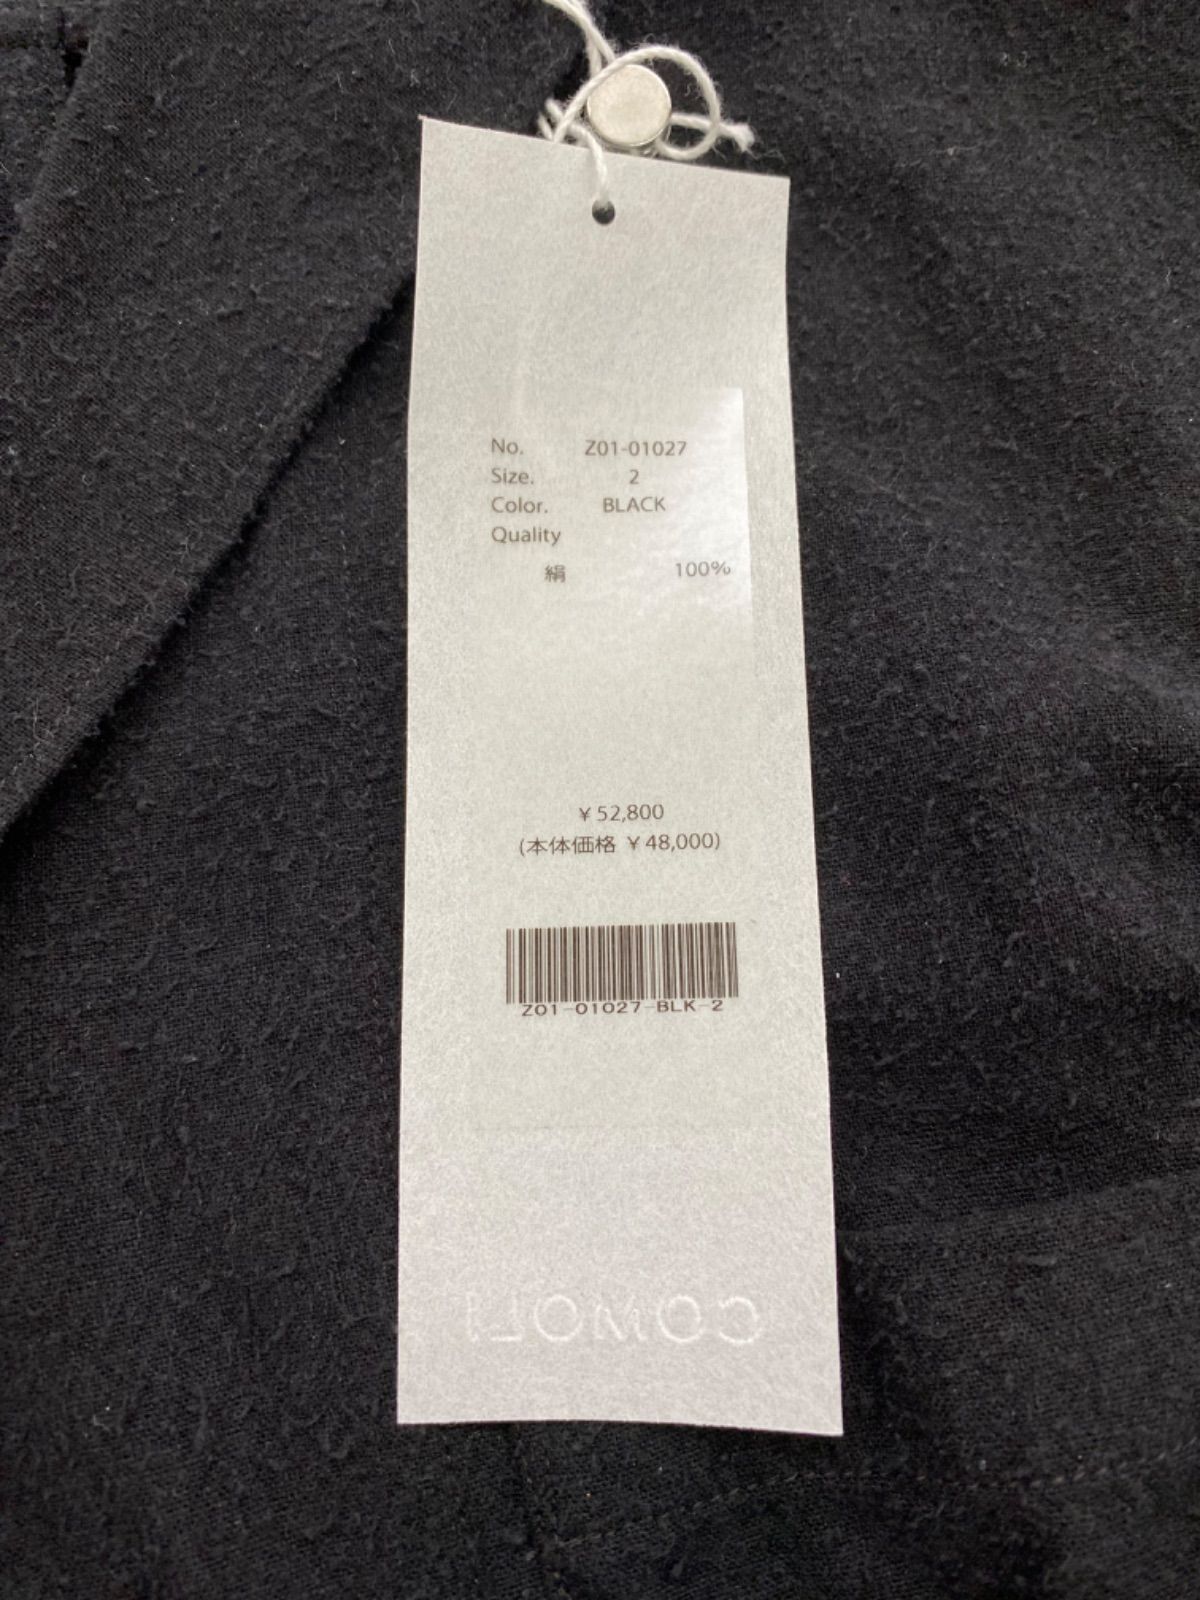 No. Z01-01027
Size. 2
Color. BLACK
Quality
絹 100%
¥52,800
(本体価格 ¥48,000)
Z01-01027-BLK-2
COMOLI